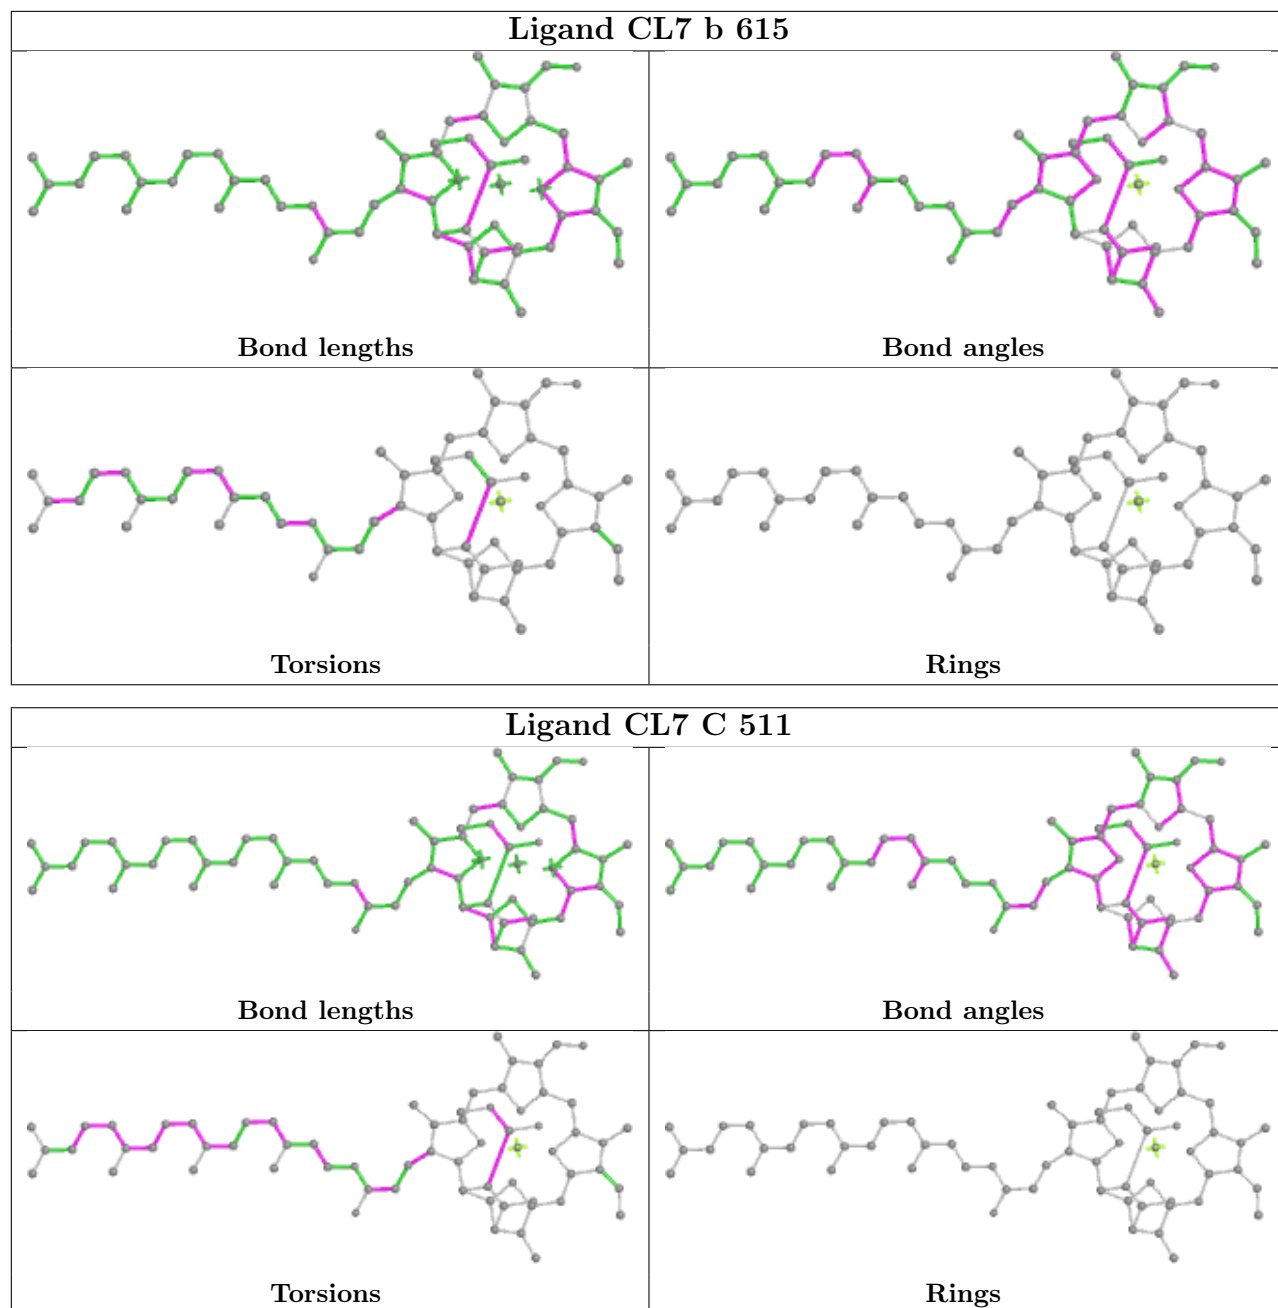 Ligand CL7 b 615
Bond lengths
Bond angles
Torsions
Rings
Ligand CL7 C 511
Bond lengths
Bond angles
Torsions
Rings